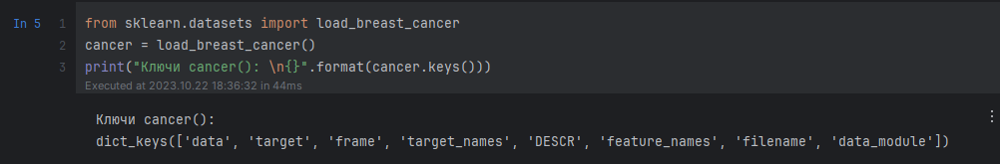 In 5
1 from sklearn.datasets import load_breast_cancer
2 cancer = load_breast_cancer()
3 print("Ключи cancer(): \n{}".format(cancer.keys()))
Executed at 2023.10.22 18:36:32 in 44ms
Ключи cancer():
dict_keys(['data', 'target', 'frame', 'target_names', 'DESCR', 'feature_names', 'filename', 'data_module'])